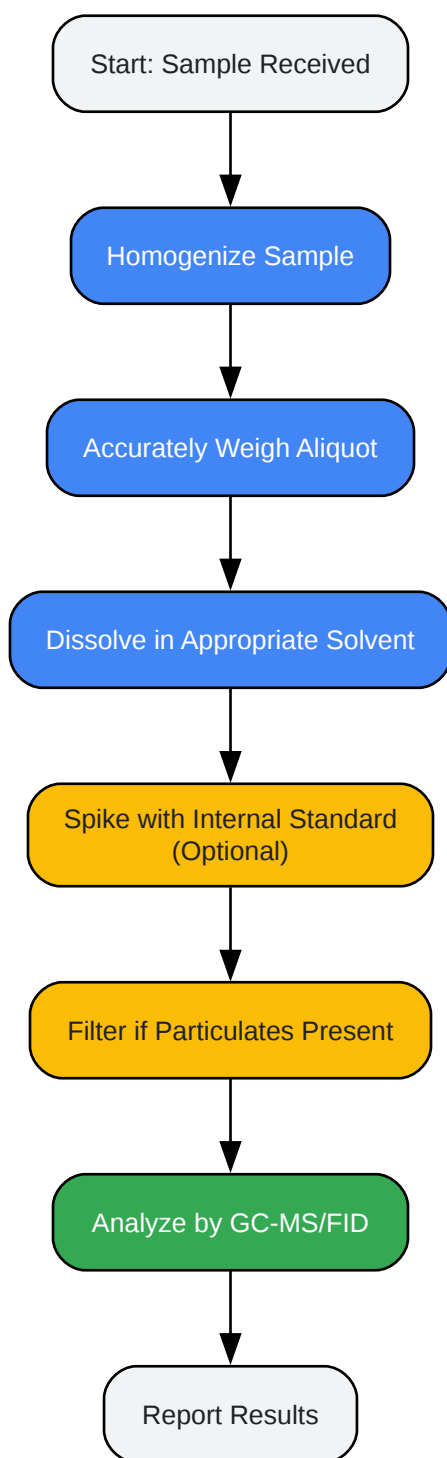 Start: Sample Received
Homogenize Sample
Accurately Weigh Aliquot
Dissolve in Appropriate Solvent
Spike with Internal Standard
(Optional)
Filter if Particulates Present
Analyze by GC-MS/FID
Report Results